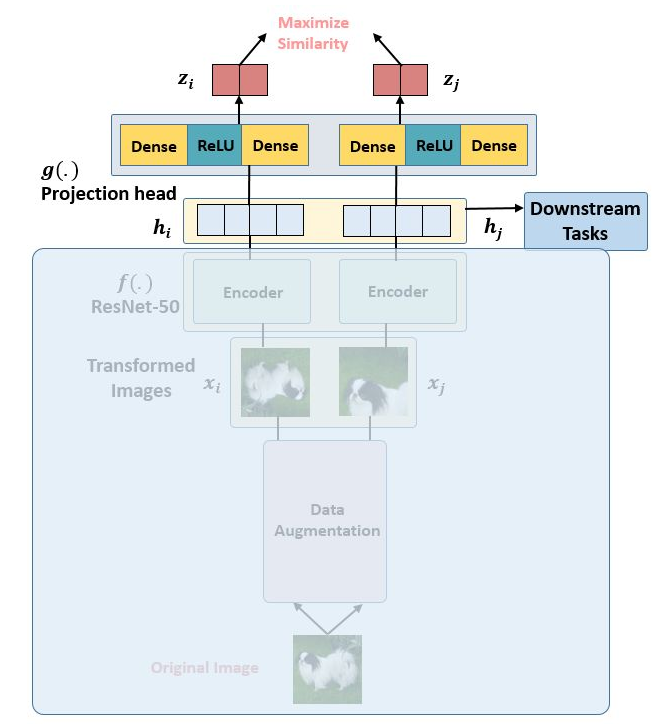 Maximize
Similarity
z_i
z_j
Dense ReLU Dense
Dense ReLU Dense
g(.)
Projection head
h_i
h_j
Downstream
Tasks
f(.)
ResNet-50
Encoder
Encoder
Transformed
Images
x_i
x_j
Data
Augmentation
Original Image